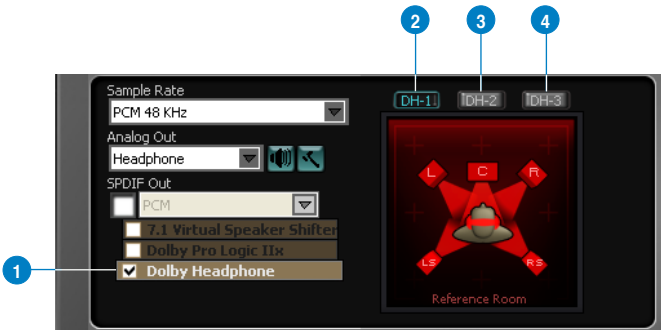 2 3 4
Sample Rate
PCM 48 KHz
DH-1 DH-2 DH-3
Analog Out
Headphone
SPDIF Out
PCM
L C R
7.1 Virtual Speaker Shifter
Dolby Pro Logic IIx
1 Dolby Headphone
LS RS
Reference Room